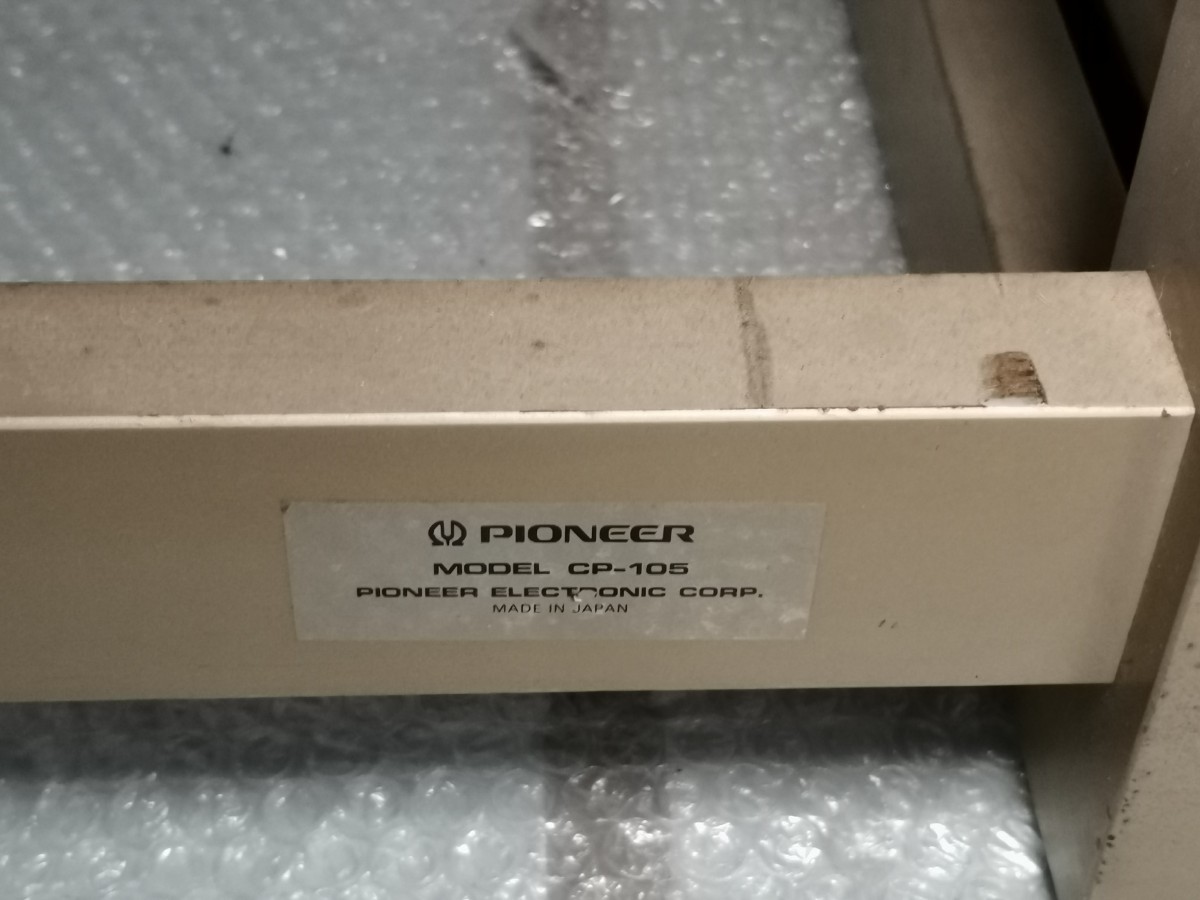 PIONEER
MODEL CP-105
PIONEER ELECTRONIC CORP.
MADE IN JAPAN